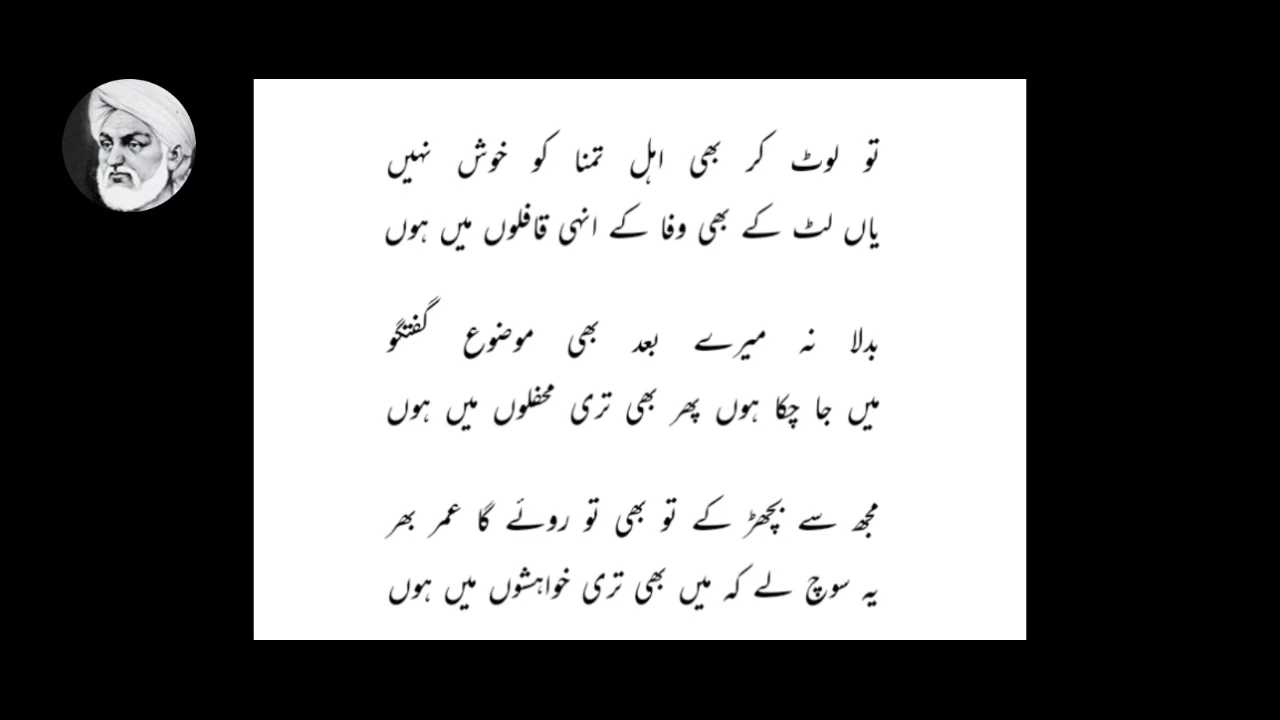 تو لوٹ کر بھی اہل تمنا کو خوش نہیں
یاں لٹ کے بھی وفا کے انہی قافلوں میں ہوں
بدلا نہ میرے بعد بھی موضوع گفتگو
میں جا چکا ہوں پھر بھی تری محفلوں میں ہوں
مجھ سے بچھڑ کے تو بھی تو روئے گا عمر بھر
یہ سوچ لے کہ میں بھی تری خواہشوں میں ہوں